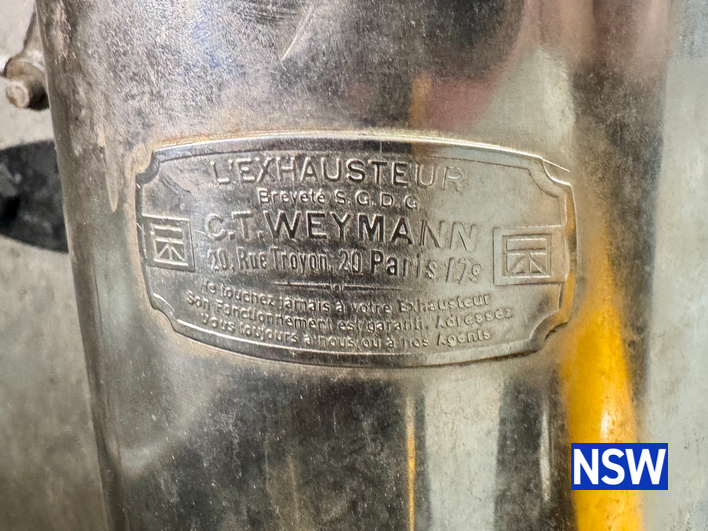 L'EXHAUSTEUR
Breveté S.G.D.G
C.T. WEYMANN
20, Rue Troyon, 20 Paris 17e
Ne touchez jamais à votre Exhausteur
Son Fonctionnement est garanti. Adressez
Vous toujours à nous ou à nos Agents
NSW